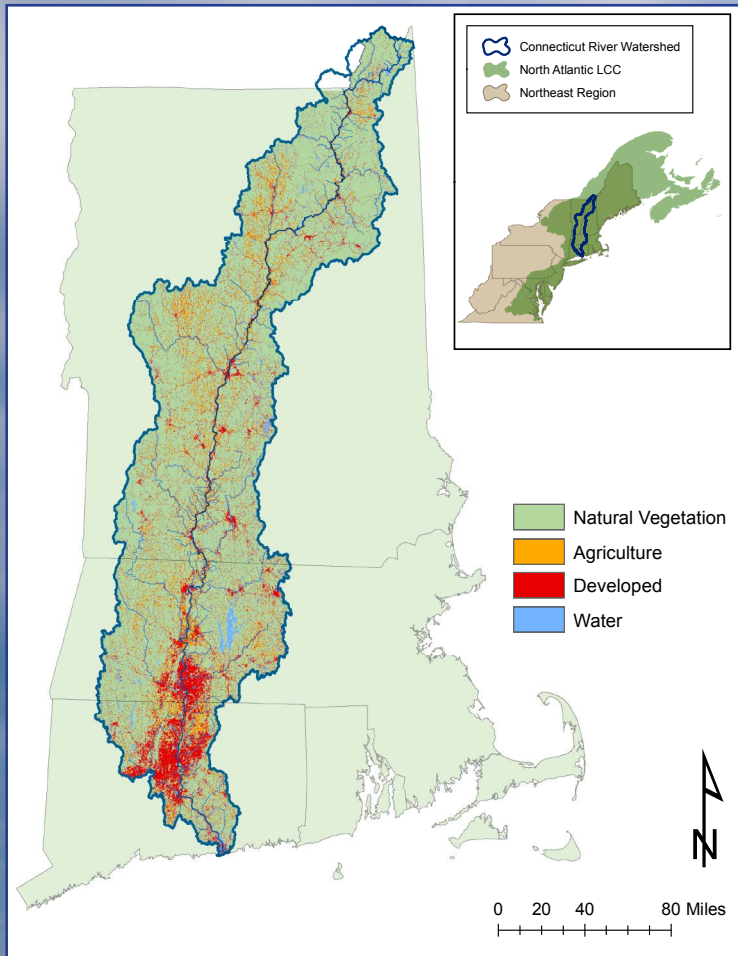 Connecticut River Watershed
North Atlantic LCC
Northeast Region
Natural Vegetation
Agriculture
Developed
Water
N
0 20 40 80 Miles